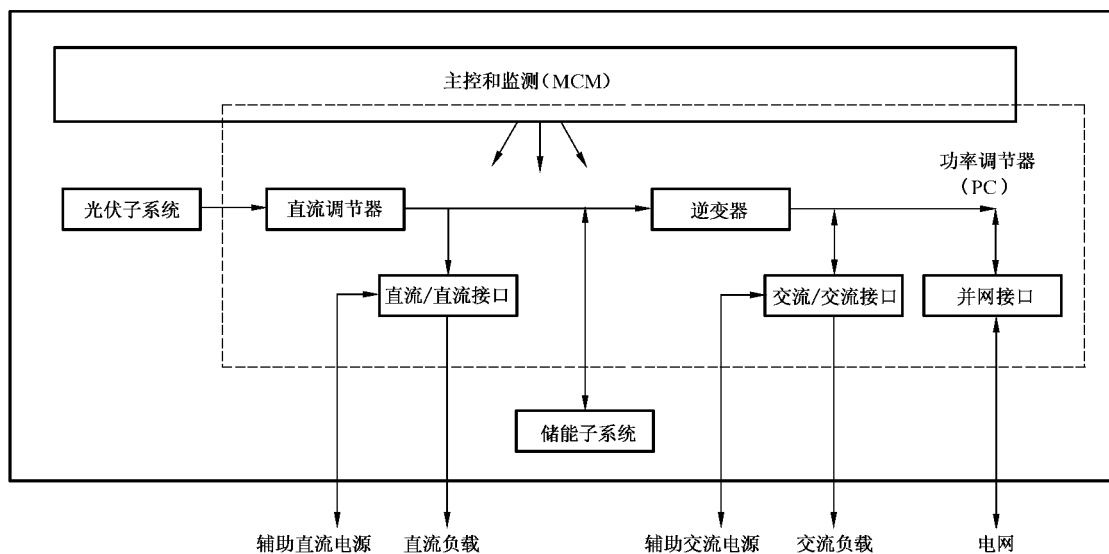 主控和监测(MCM)
功率调节器
(PC)
光伏子系统
直流调节器
逆变器
直流/直流接口
交流/交流接口
并网接口
储能子系统
辅助直流电源
直流负载
辅助交流电源
交流负载
电网